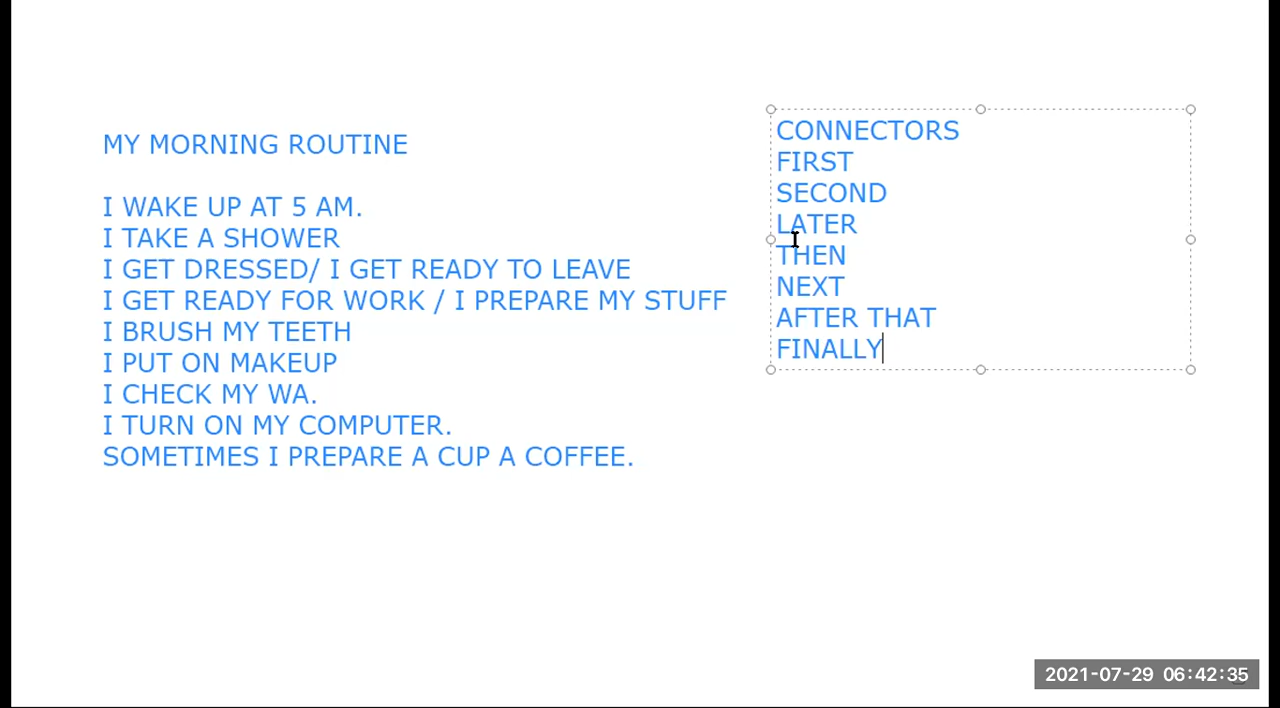 MY MORNING ROUTINE
I WAKE UP AT 5 AM.
I TAKE A SHOWER
I GET DRESSED/ I GET READY TO LEAVE
I GET READY FOR WORK / I PREPARE MY STUFF
I BRUSH MY TEETH
I PUT ON MAKEUP
I CHECK MY WA.
I TURN ON MY COMPUTER.
SOMETIMES I PREPARE A CUP A COFFEE.
CONNECTORS
FIRST
SECOND
LATER
THEN
NEXT
AFTER THAT
FINALLY
2021-07-29 06:42:35